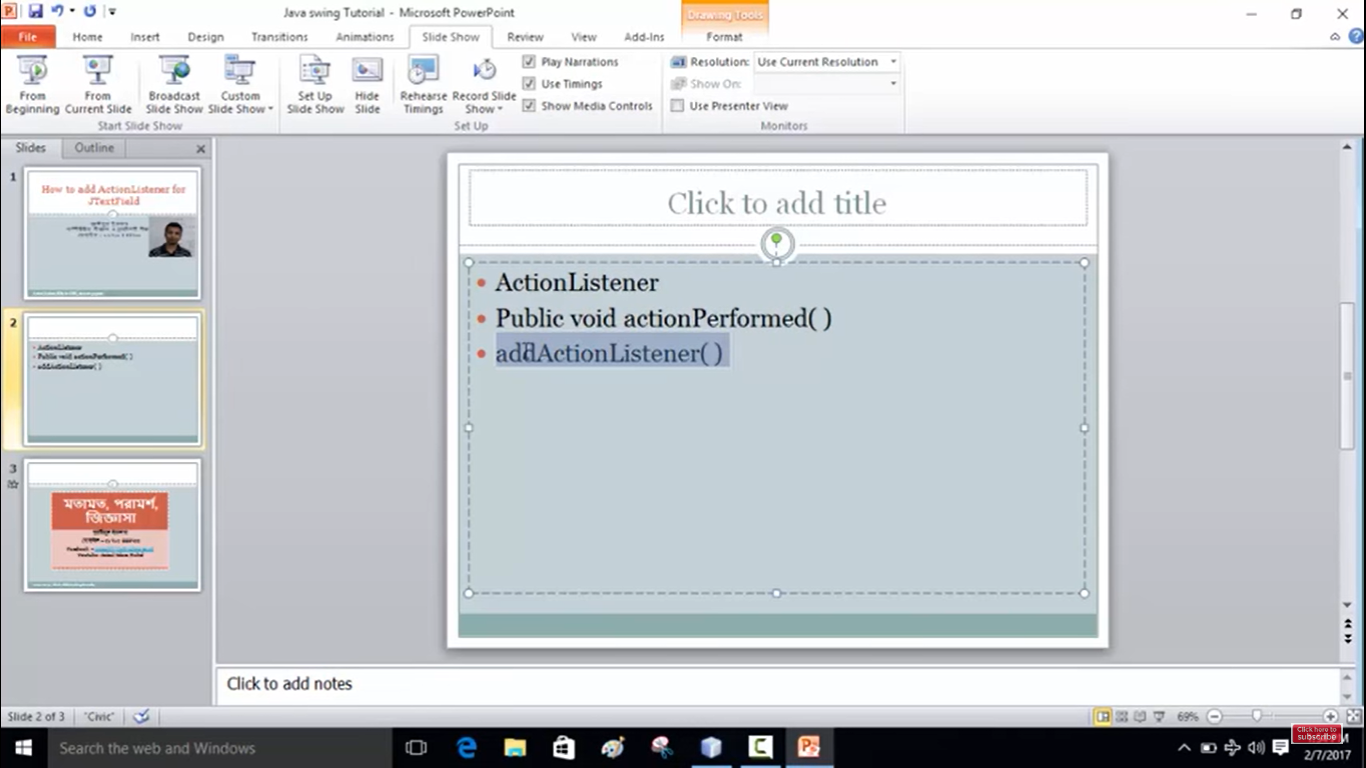 Java swing Tutorial - Microsoft PowerPoint
Drawing Tools
File Home Insert Design Transitions Animations Slide Show Review View Add-Ins Format
From Beginning
From Current Slide
Broadcast Slide Show
Custom Slide Show
Set Up Slide Show
Hide Slide
Rehearse Timings
Record Slide Show
Play Narrations
Use Timings
Show Media Controls
Resolution: Use Current Resolution
Show On:
Use Presenter View
Start Slide Show
Set Up
Monitors
Slides Outline
1
How to add ActionListener for
JTextField
2
ActionListener
Public void actionPerformed( )
addActionListener( )
3
মতামত, পরামর্শ,
জিজ্ঞাসা
Click to add title
ActionListener
Public void actionPerformed( )
addActionListener( )
Click to add notes
Slide 2 of 3 "Civic" 69%
Search the web and Windows
Click here to
subscribe
2/7/2017